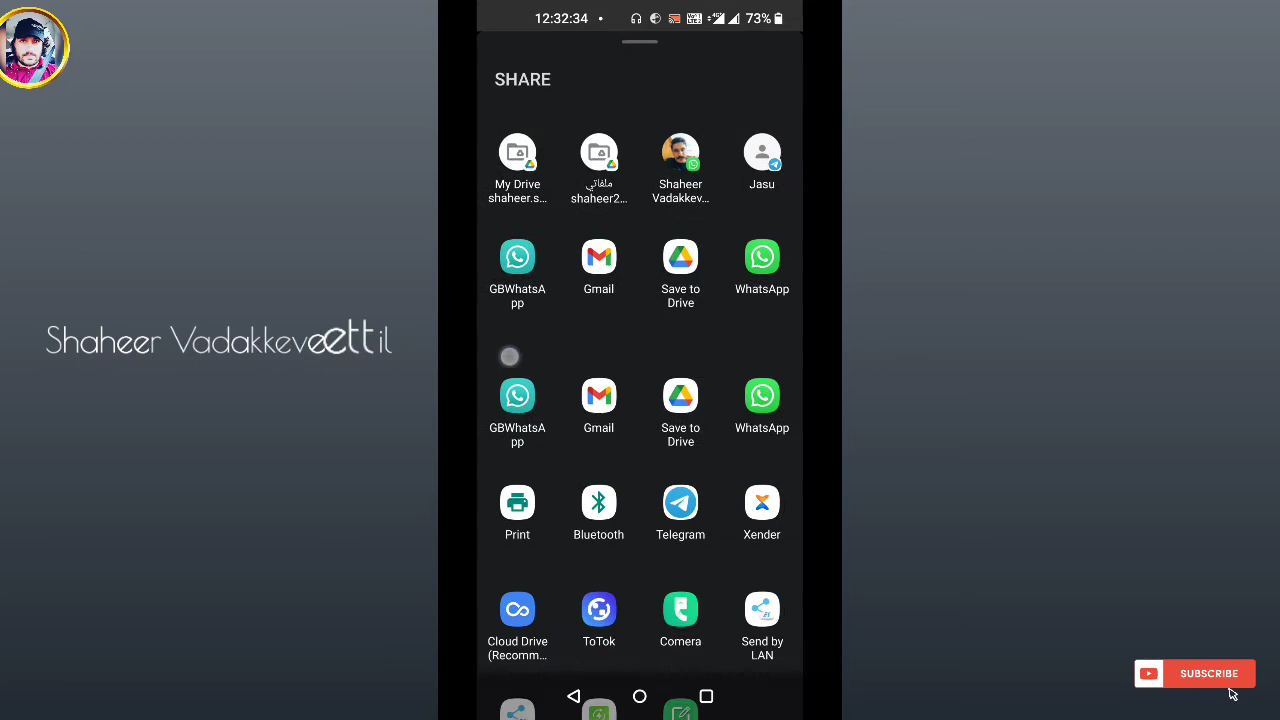 12:32:34 73%
SHARE
My Drive
shaheer.s...
ملفاتي
shaheer2...
Shaheer
Vadakkev...
Jasu
GBWhatsA
pp
Gmail
Save to
Drive
WhatsApp
Shaheer Vadakkeveettil
GBWhatsA
pp
Gmail
Save to
Drive
WhatsApp
Print
Bluetooth
Telegram
Xender
Cloud Drive
(Recomm...
ToTok
Comera
Send by
LAN
SUBSCRIBE